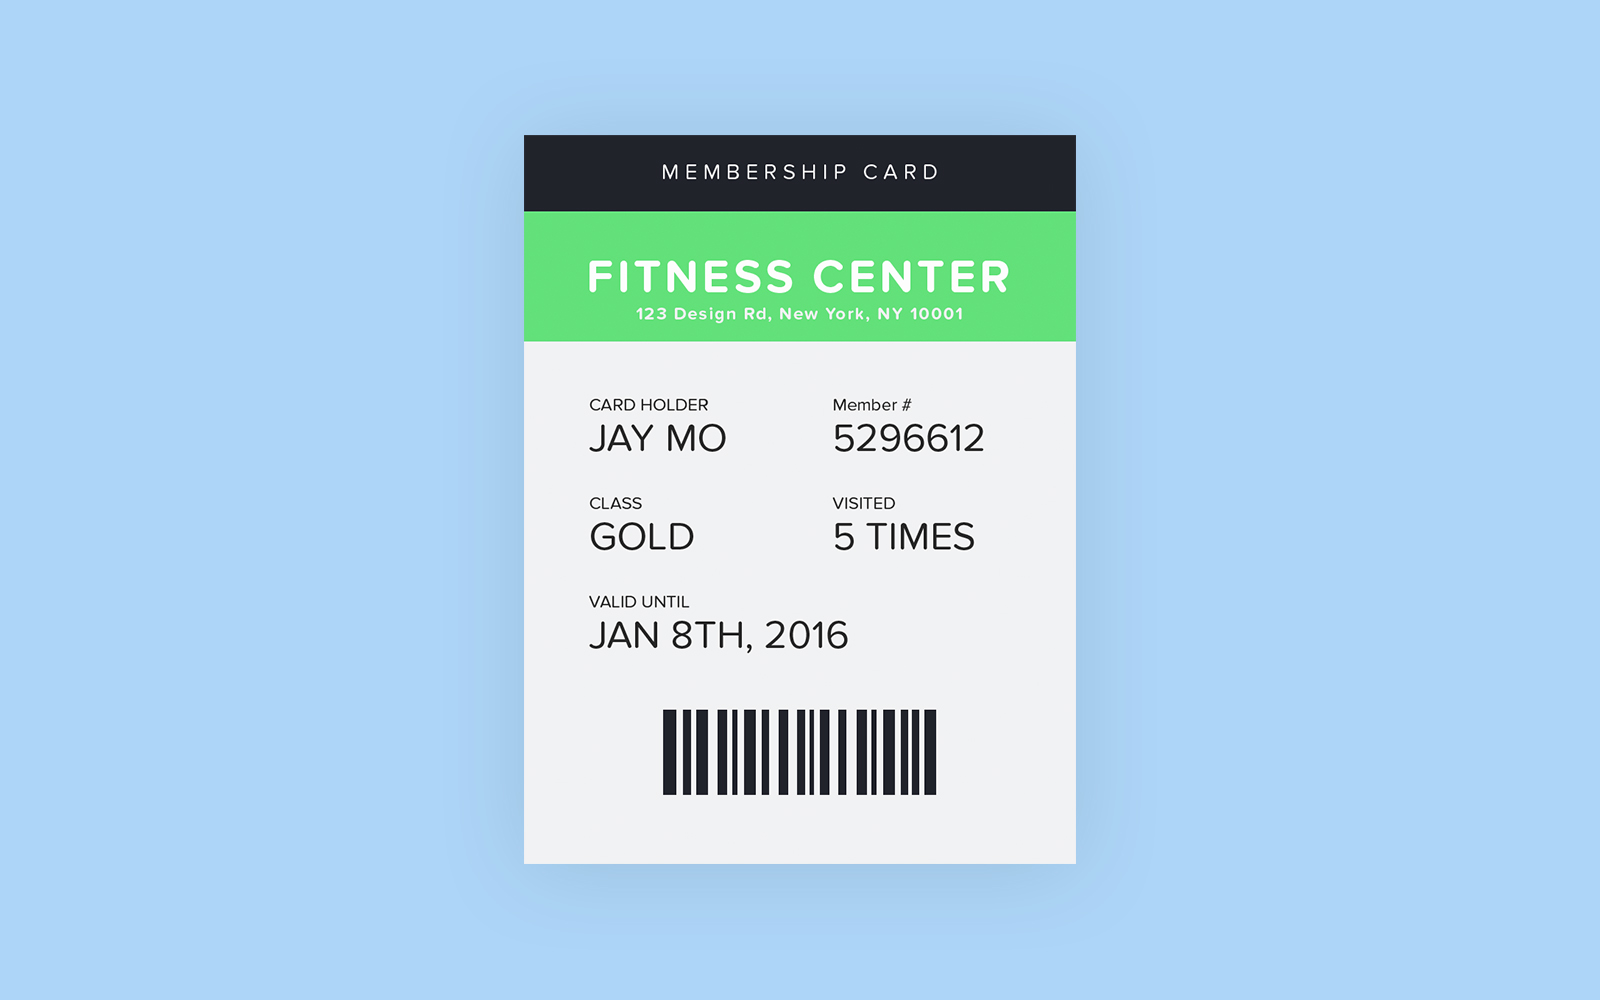 MEMBERSHIP CARD
FITNESS CENTER
123 Design Rd, New York, NY 10001
CARD HOLDER
JAY MO
Member #
5296612
CLASS
GOLD
VISITED
5 TIMES
VALID UNTIL
JAN 8TH, 2016